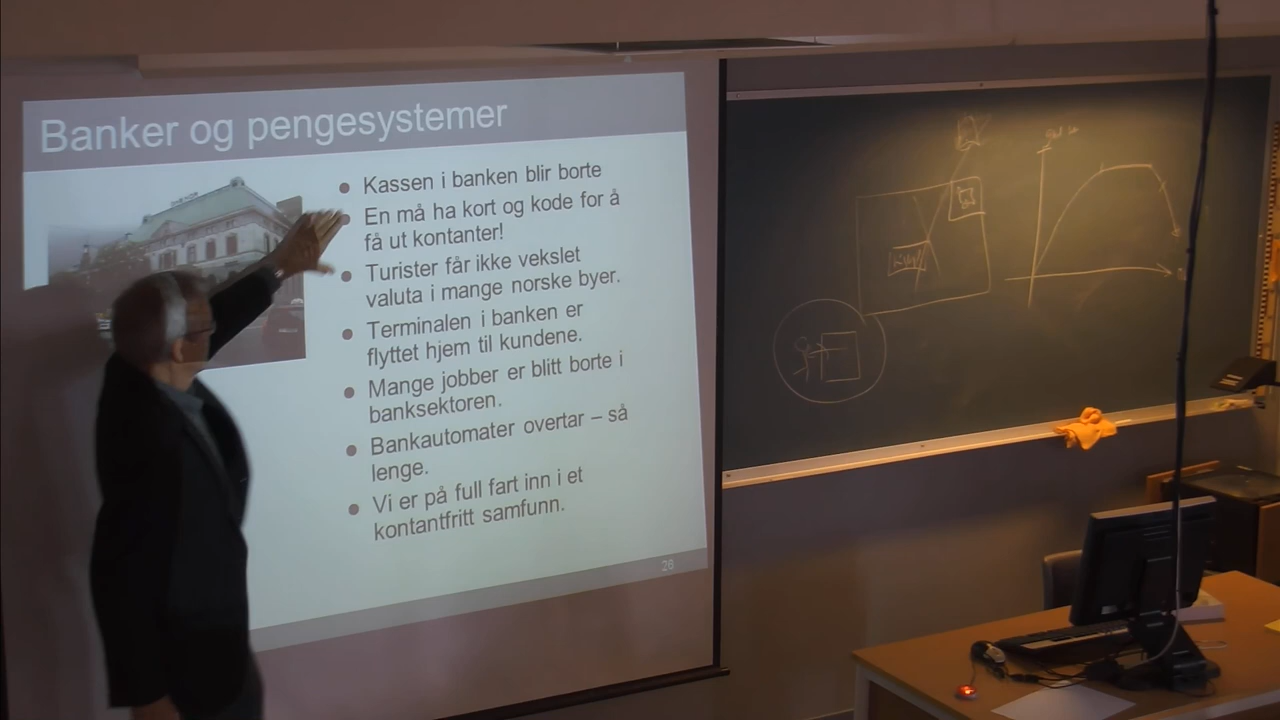 Banker og pengesystemer
Kassen i banken blir borte
En må ha kort og kode for å
få ut kontanter!
Turister får ikke vekslet
valuta i mange norske byer.
Terminalen i banken er
flyttet hjem til kundene.
Mange jobber er blitt borte i
banksektoren.
Bankautomater overtar – så
lenge.
Vi er på full fart inn i et
kontantfritt samfunn.
26